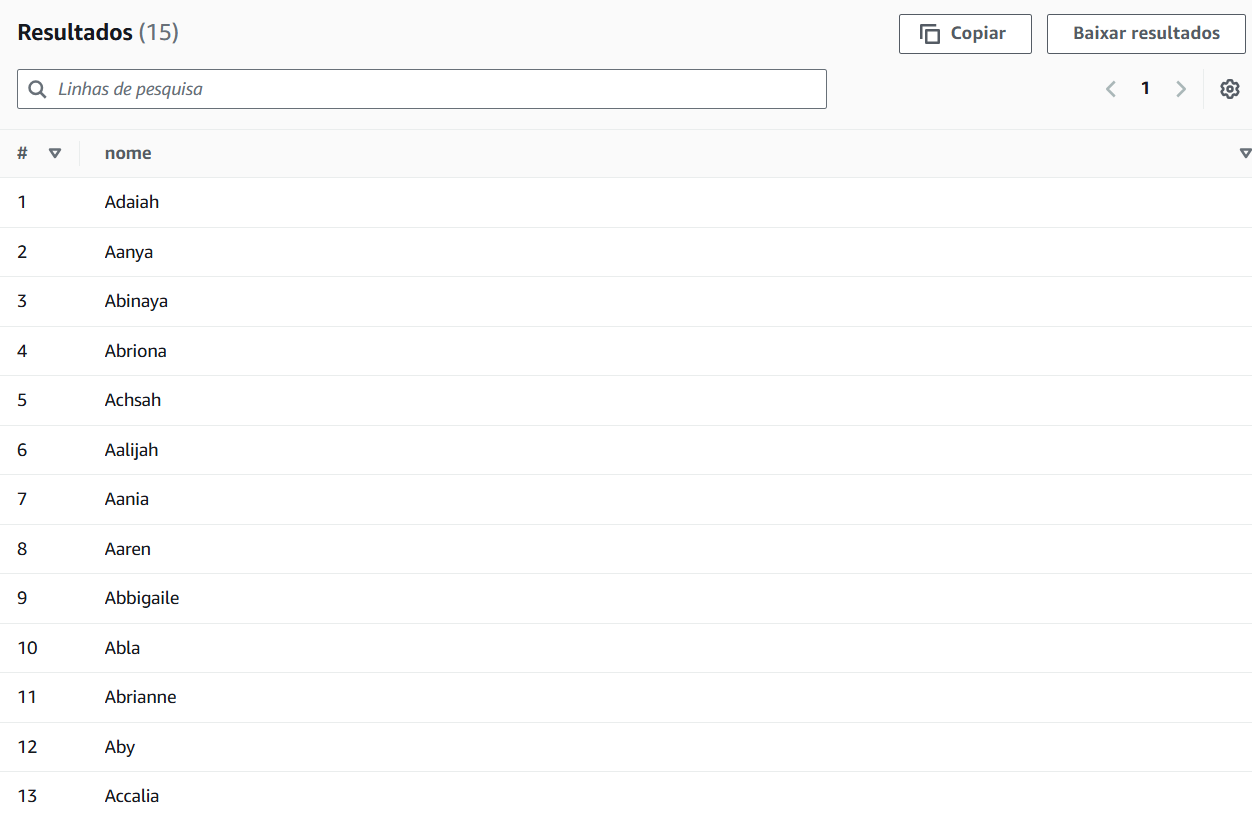 Resultados (15)
Copiar
Baixar resultados
Linhas de pesquisa
1
# nome
1 Adaiah
2 Aanya
3 Abinaya
4 Abriona
5 Achsah
6 Aalijah
7 Aania
8 Aaren
9 Abbigaile
10 Abla
11 Abrianne
12 Aby
13 Accalia